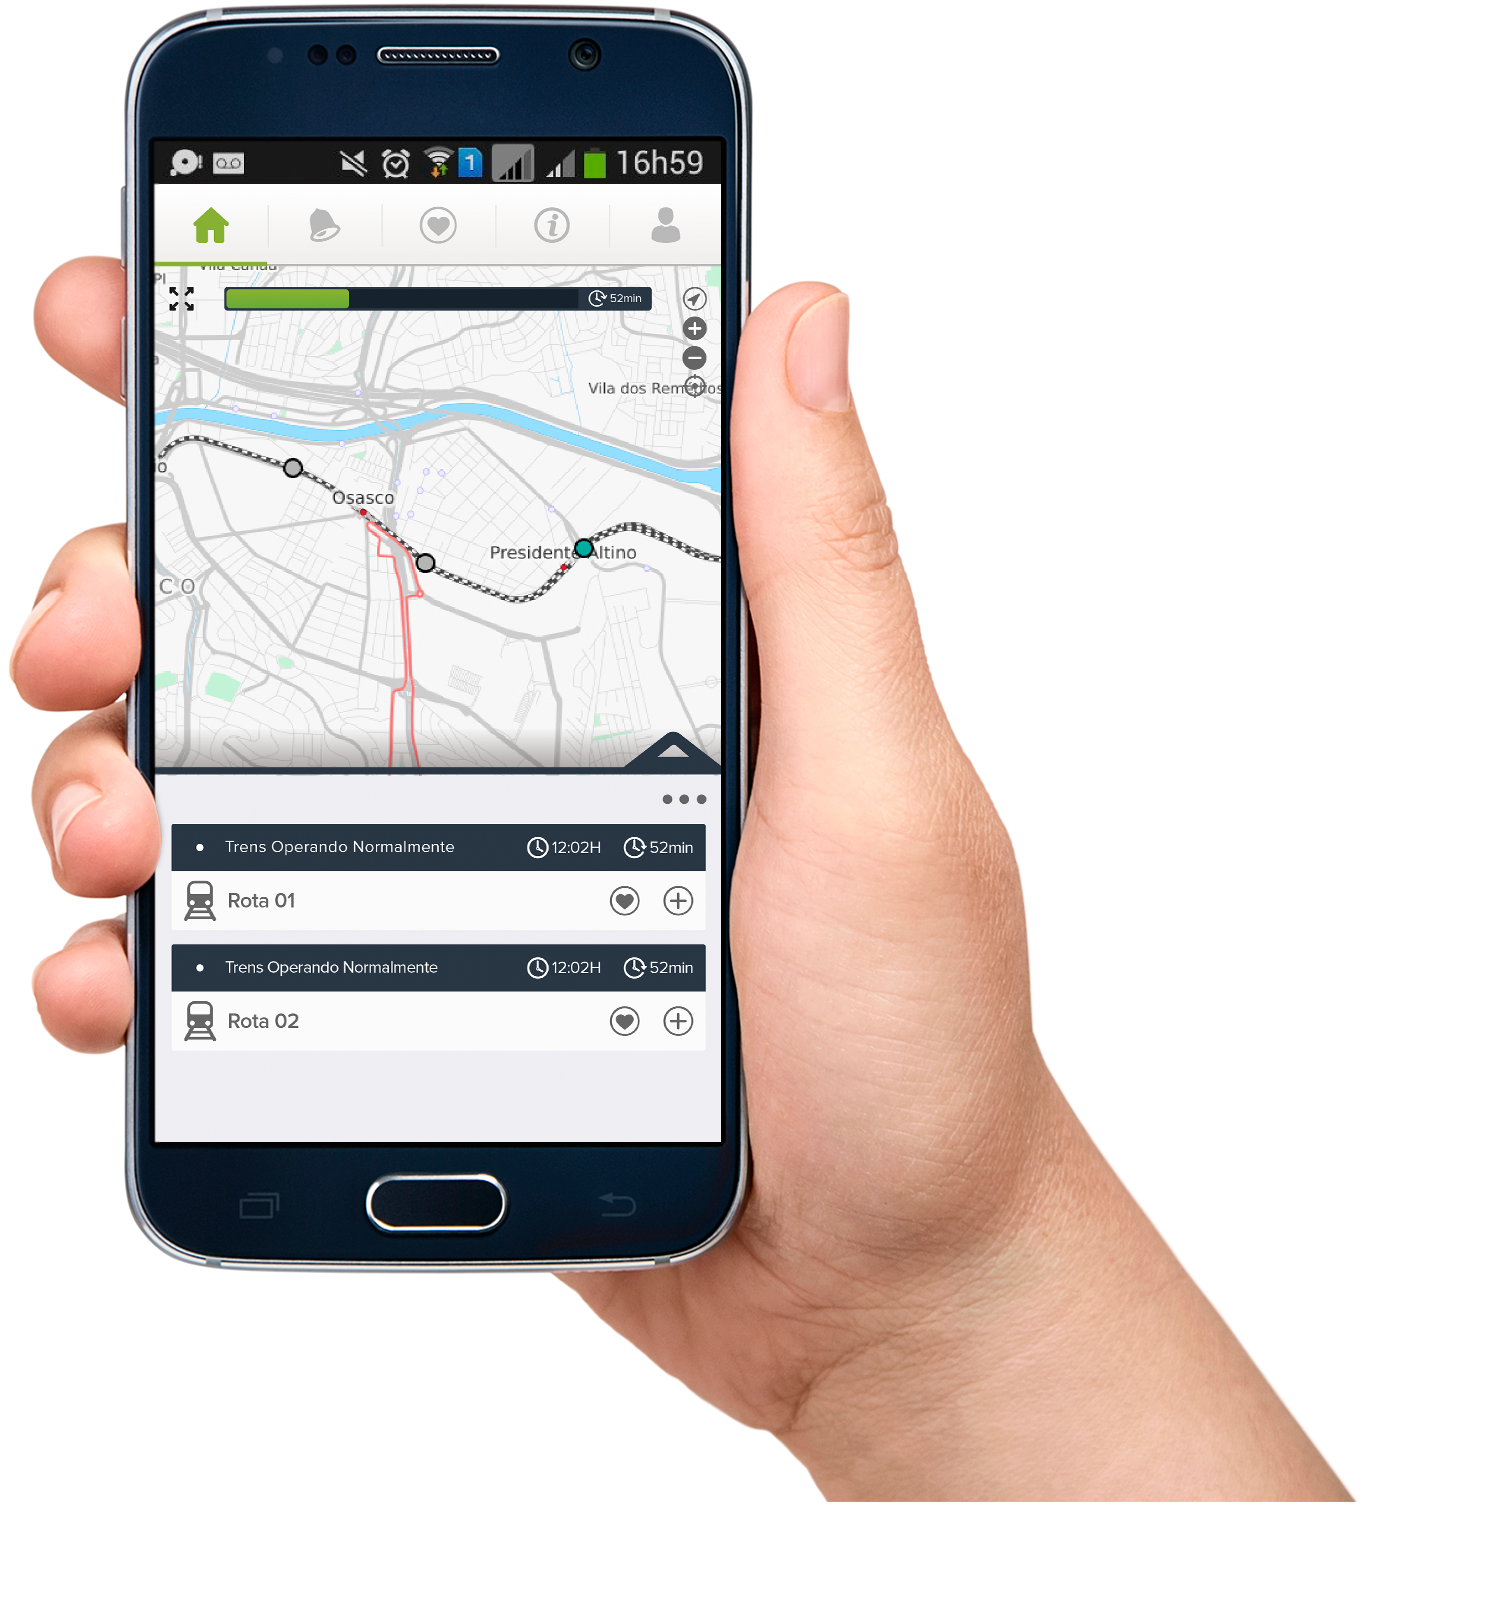 1 16h59
52min
Vila dos Remédios
Osasco
Presidente Altino
C O
Trens Operando Normalmente 12:02H 52min
Rota 01
Trens Operando Normalmente 12:02H 52min
Rota 02